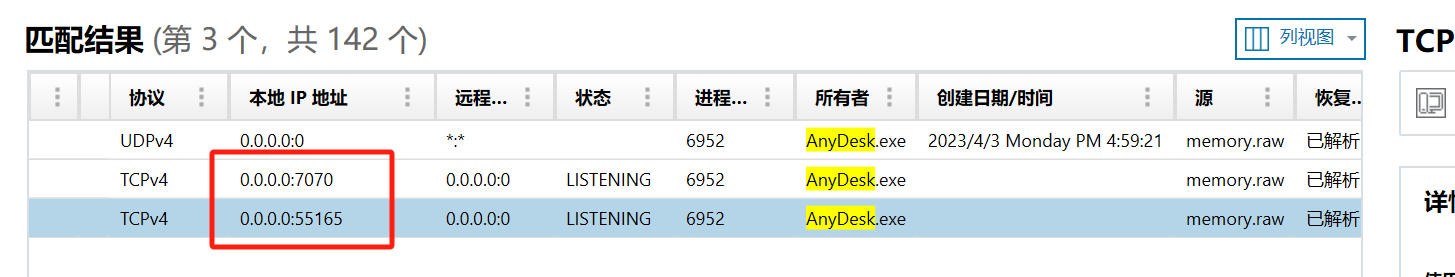 匹配结果 (第 3 个，共 142 个)
列视图
TCP
协议 本地 IP 地址 远程... 状态 进程... 所有者 创建日期/时间 源 恢复...
UDPv4 0.0.0.0:0 *:* 6952 AnyDesk.exe 2023/4/3 Monday PM 4:59:21 memory.raw 已解析
TCPv4 0.0.0.0:7070 0.0.0.0:0 LISTENING 6952 AnyDesk.exe memory.raw 已解析
TCPv4 0.0.0.0:55165 0.0.0.0:0 LISTENING 6952 AnyDesk.exe memory.raw 已解析